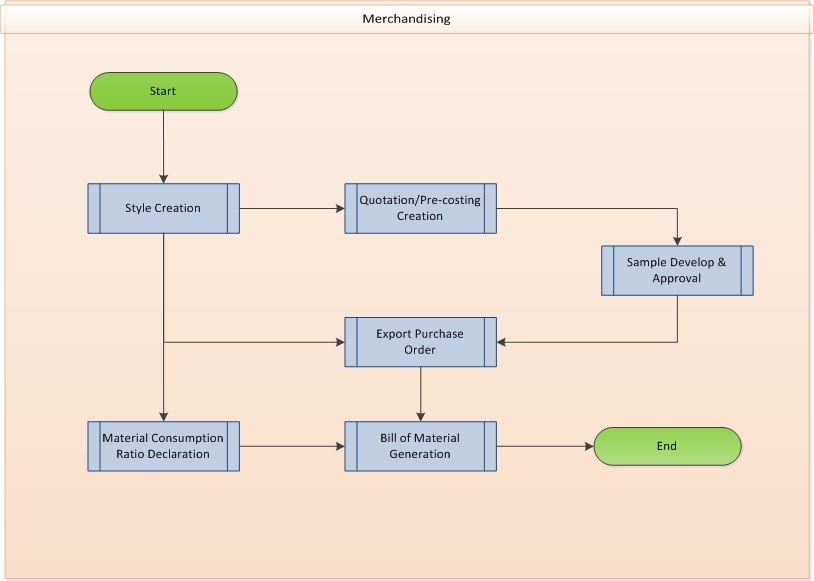 Merchandising
Start
Style Creation
Quotation/Pre-costing
Creation
Sample Develop &
Approval
Export Purchase
Order
Material Consumption
Ratio Declaration
Bill of Material
Generation
End